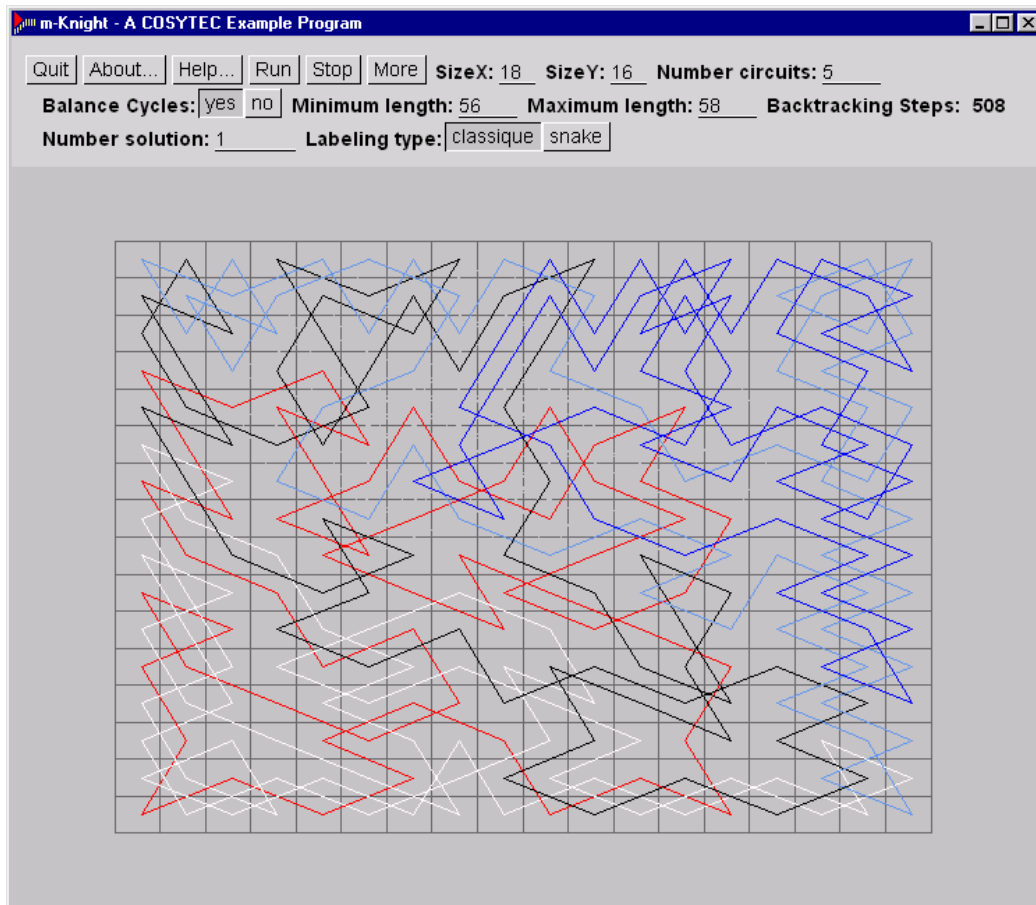 m-Knight - A COSYTEC Example Program
Quit About... Help... Run Stop More SizeX: 18 SizeY: 16 Number circuits: 5
Balance Cycles: yes no Minimum length: 56 Maximum length: 58 Backtracking Steps: 508
Number solution: 1 Labeling type: classique snake